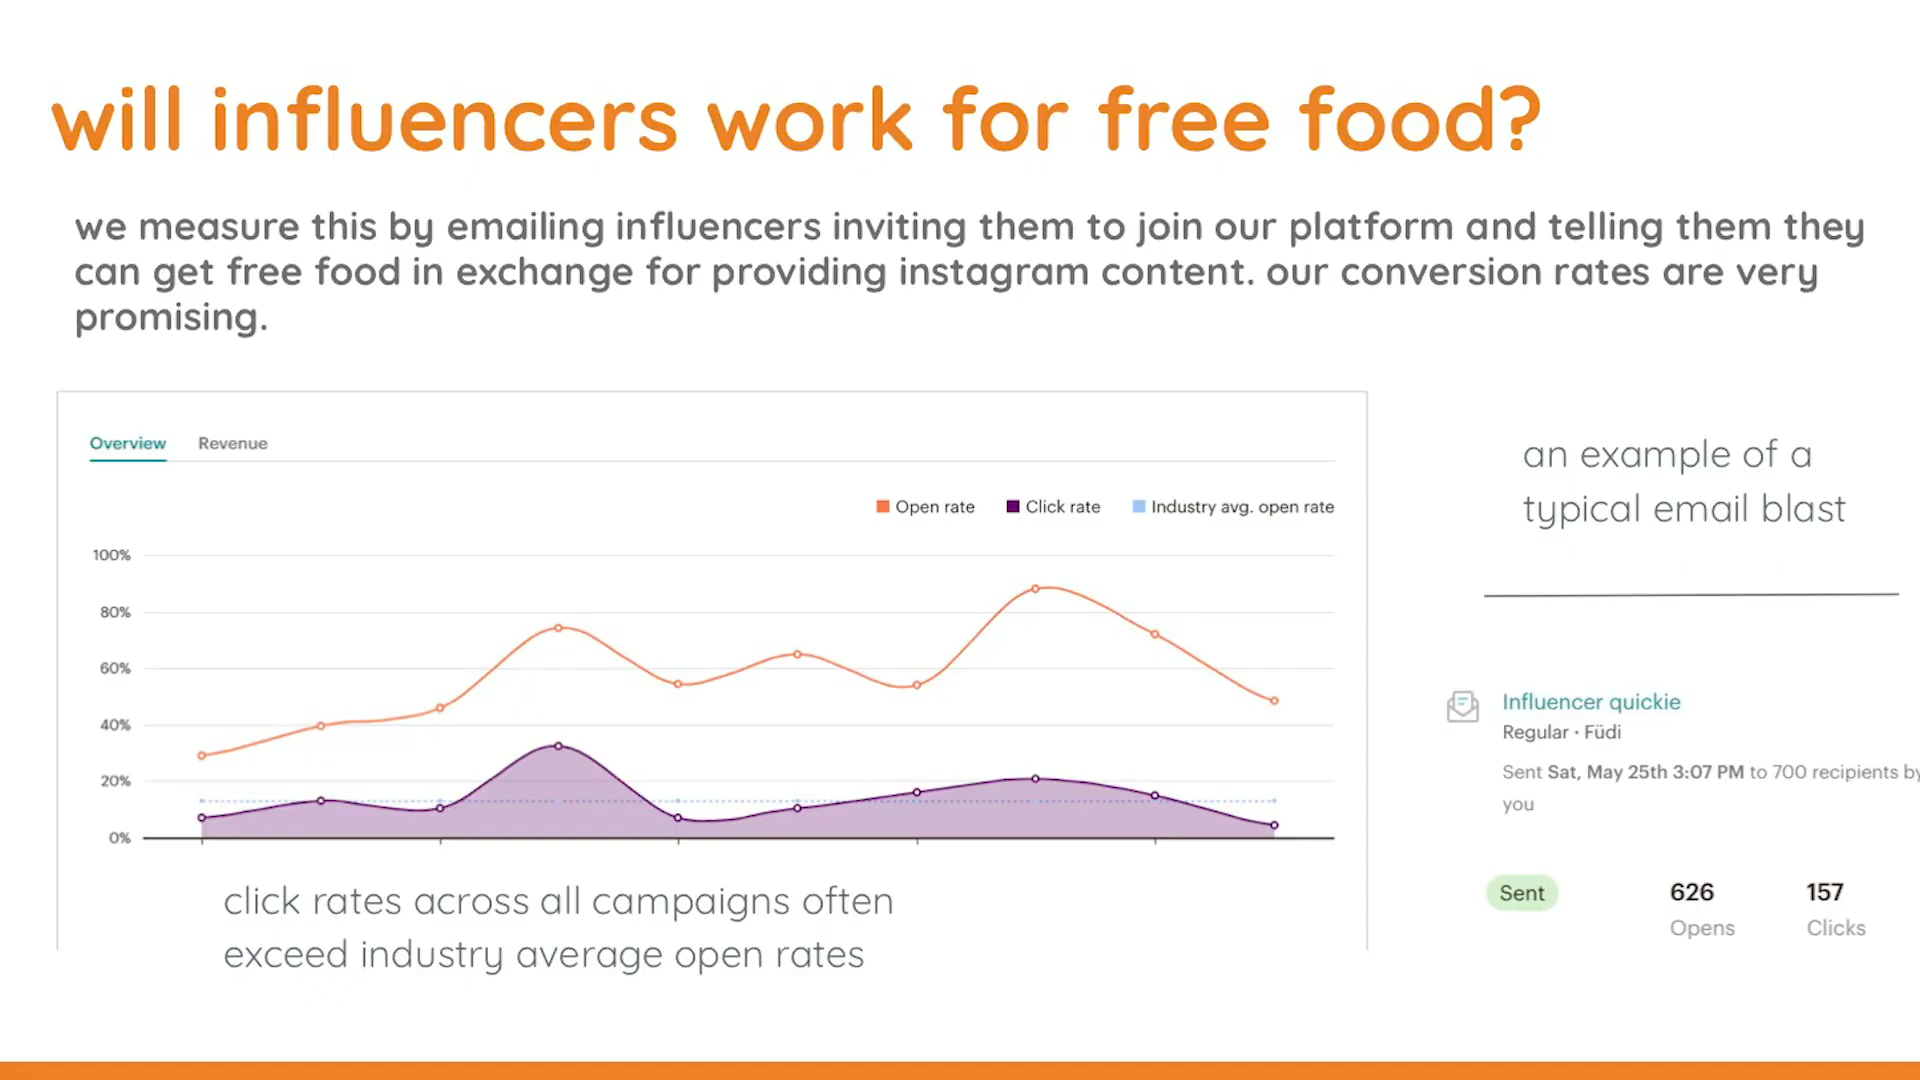 will influencers work for free food?
we measure this by emailing influencers inviting them to join our platform and telling them they
can get free food in exchange for providing instagram content. our conversion rates are very
promising.
Overview Revenue
Open rate Click rate Industry avg. open rate
100%
80%
60%
40%
20%
0%
click rates across all campaigns often
exceed industry average open rates
an example of a
typical email blast
Influencer quickie
Regular · Füdi
Sent Sat, May 25th 3:07 PM to 700 recipients by
you
Sent 626 157
Opens Clicks